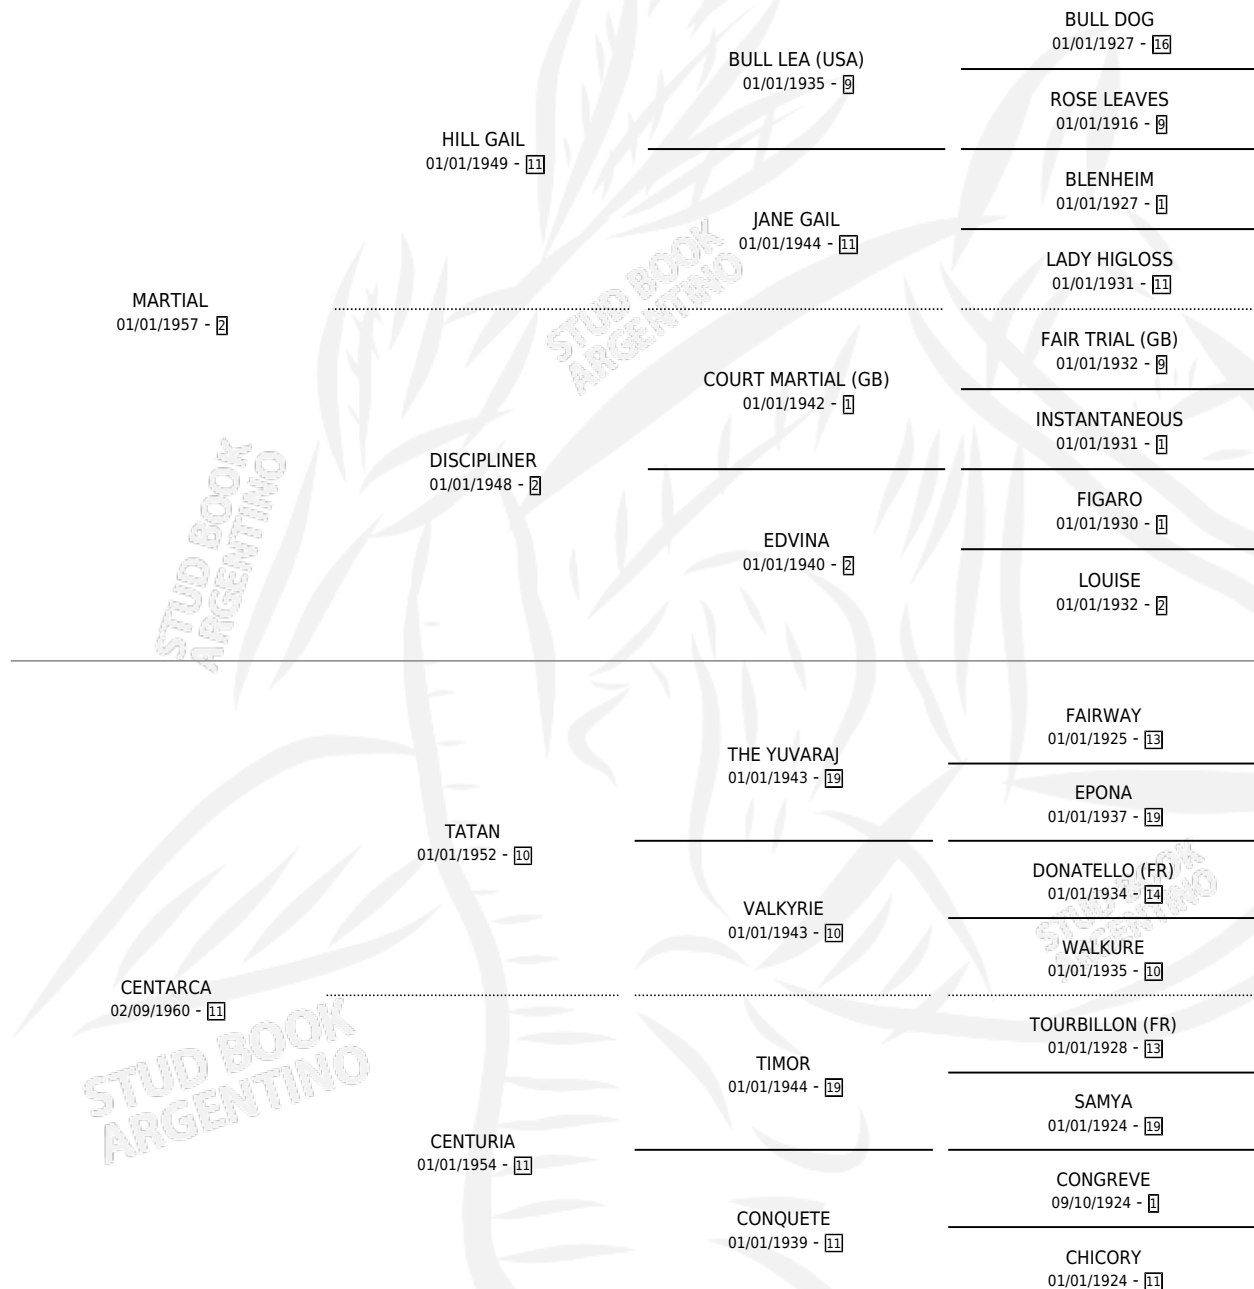 BULL DOG
01/01/1927 - 16
BULL LEA (USA)
01/01/1935 - 9
ROSE LEAVES
01/01/1916 - 9
HILL GAIL
01/01/1949 - 11
BLENHEIM
01/01/1927 - 1
JANE GAIL
01/01/1944 - 11
LADY HIGLOSS
01/01/1931 - 11
MARTIAL
01/01/1957 - 2
FAIR TRIAL (GB)
01/01/1932 - 9
COURT MARTIAL (GB)
01/01/1942 - 1
INSTANTANEOUS
01/01/1931 - 1
DISCIPLINER
01/01/1948 - 2
FIGARO
01/01/1930 - 1
EDVINA
01/01/1940 - 2
LOUISE
01/01/1932 - 2
FAIRWAY
01/01/1925 - 13
THE YUVARAJ
01/01/1943 - 19
EPONA
01/01/1937 - 19
TATAN
01/01/1952 - 10
DONATELLO (FR)
01/01/1934 - 14
VALKYRIE
01/01/1943 - 10
WALKURE
01/01/1935 - 10
CENTARCA
02/09/1960 - 11
TOURBILLON (FR)
01/01/1928 - 13
TIMOR
01/01/1944 - 19
SAMYA
01/01/1924 - 19
CENTURIA
01/01/1954 - 11
CONGREVE
09/10/1924 - 1
CONQUETE
01/01/1939 - 11
CHICORY
01/01/1924 - 11
STUD BOOK
ARGENTINO
STUD BOOK
ARGENTINO
STUD BOOK
ARGENTINO
STUD BOOK
ARGENTINO